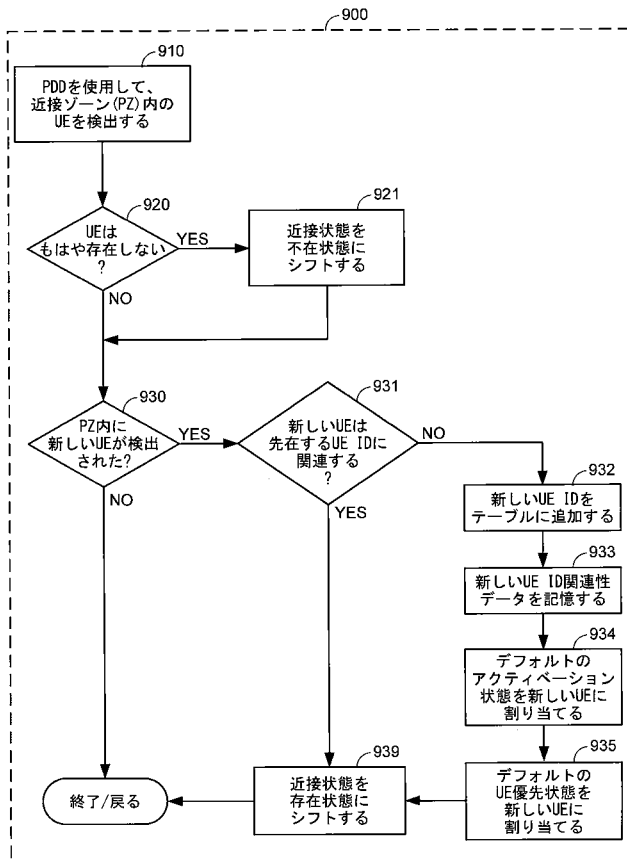 900
910
PDDを使用して、
近接ゾーン(PZ)内の
UEを検出する
920
UEは
もはや存在しない
?
YES
NO
921
近接状態を
不在状態に
シフトする
930
PZ内に
新しいUEが検出
された?
YES
NO
931
新しいUEは
先在するUE IDに
関連する
?
NO
YES
932
新しいUE IDを
テーブルに追加する
933
新しいUE ID関連性
データを記憶する
934
デフォルトの
アクティベーション
状態を新しいUEに
割り当てる
935
デフォルトの
UE優先状態を
新しいUEに
割り当てる
939
近接状態を
存在状態に
シフトする
終了/戻る